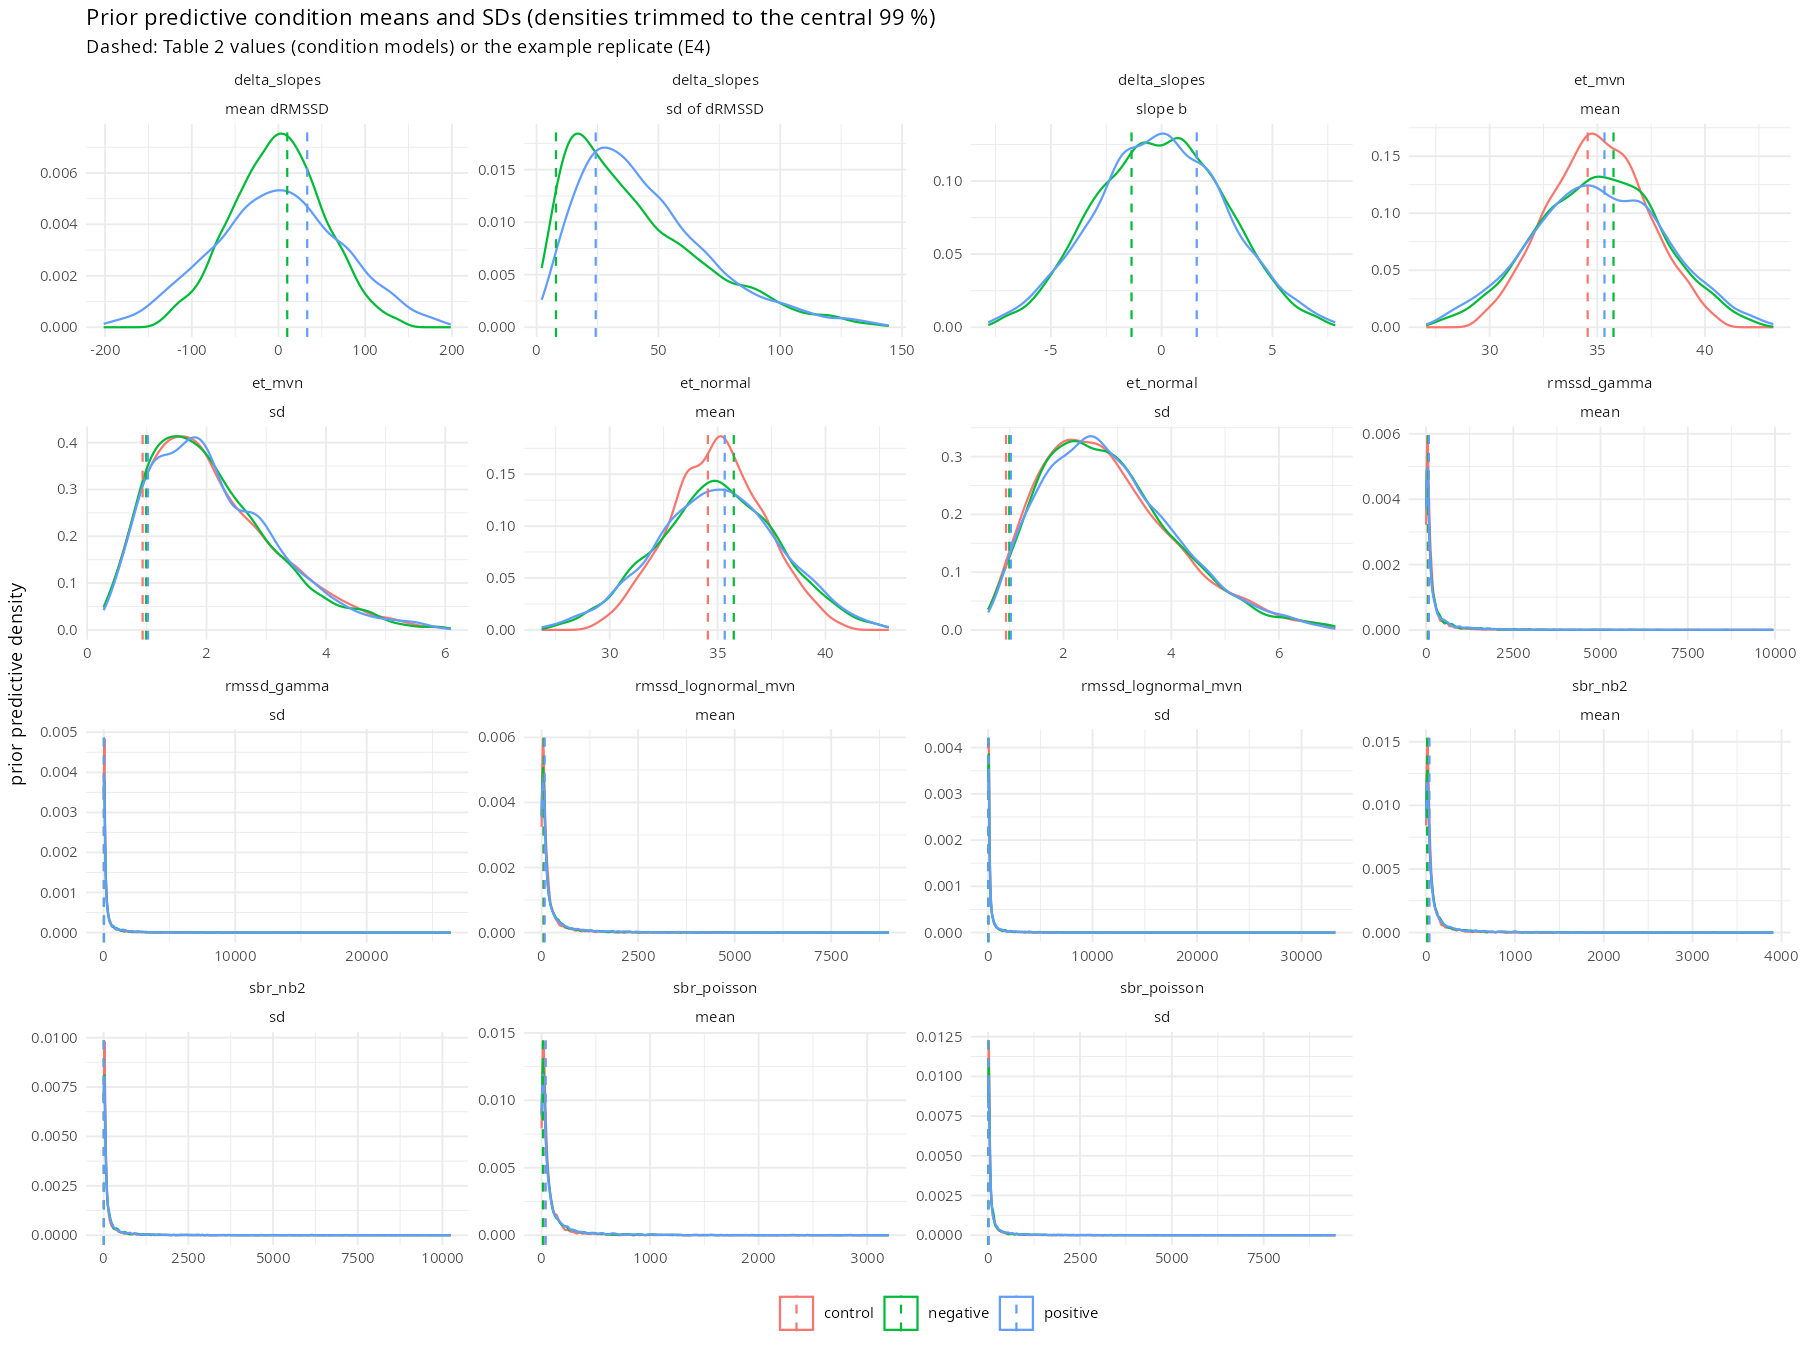 Prior predictive condition means and SDs (densities trimmed to the central 99 %)
Dashed: Table 2 values (condition models) or the example replicate (E4)
delta_slopes
mean dRMSSD
0.006
0.004
0.002
0.000
-200 -100 0 100 200
delta_slopes
sd of dRMSSD
0.015
0.010
0.005
0.000
0 50 100 150
delta_slopes
slope b
0.10
0.05
0.00
-5 0 5
et_mvn
mean
0.15
0.10
0.05
0.00
30 35 40
prior predictive density
et_mvn
sd
0.4
0.3
0.2
0.1
0.0
0 2 4 6
et_normal
mean
0.15
0.10
0.05
0.00
30 35 40
et_normal
sd
0.3
0.2
0.1
0.0
2 4 6
rmssd_gamma
mean
0.006
0.004
0.002
0.000
0 2500 5000 7500 10000
rmssd_gamma
sd
0.005
0.004
0.003
0.002
0.001
0.000
0 10000 20000
rmssd_lognormal_mvn
mean
0.006
0.004
0.002
0.000
0 2500 5000 7500
rmssd_lognormal_mvn
sd
0.004
0.003
0.002
0.001
0.000
0 10000 20000 30000
sbr_nb2
mean
0.015
0.010
0.005
0.000
0 1000 2000 3000 4000
sbr_nb2
sd
0.0100
0.0075
0.0050
0.0025
0.0000
0 2500 5000 7500 10000
sbr_poisson
mean
0.015
0.010
0.005
0.000
0 1000 2000 3000
sbr_poisson
sd
0.0125
0.0100
0.0075
0.0050
0.0025
0.0000
0 2500 5000 7500
control negative positive